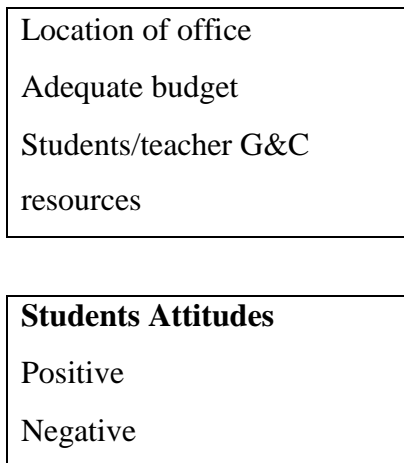 Location of office
Adequate budget
Students/teacher G&C
resources
Students Attitudes
Positive
Negative